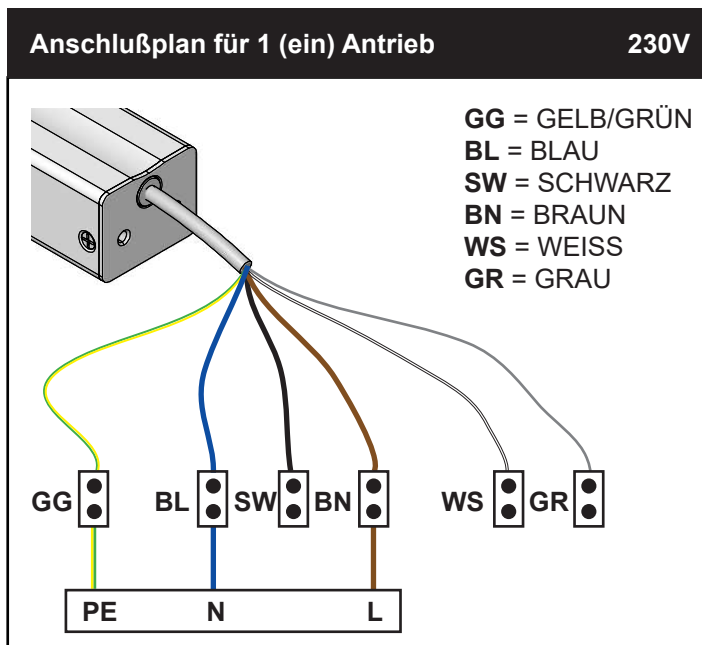 Anschlußplan für 1 (ein) Antrieb 230V
GG = GELB/GRÜN
BL = BLAU
SW = SCHWARZ
BN = BRAUN
WS = WEISS
GR = GRAU
GG BL SW BN WS GR
PE N L